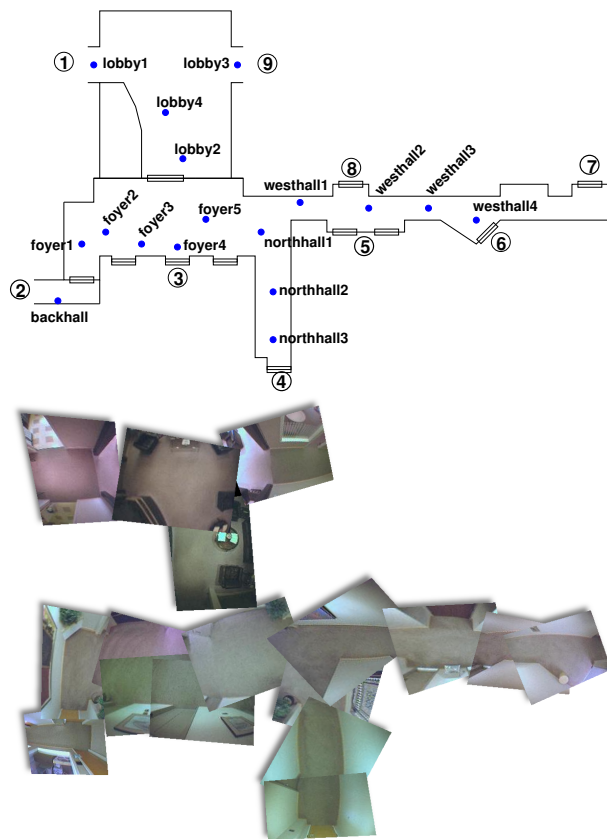 ① lobby1 lobby3 ⑨
lobby4
lobby2
westhall1 ⑧ westhall2 westhall3 ⑦
foyer1 foyer2 foyer3 foyer5 foyer4 northhall1 ⑤ westhall4 ⑥
② ③
backhall northhall2
northhall3
④